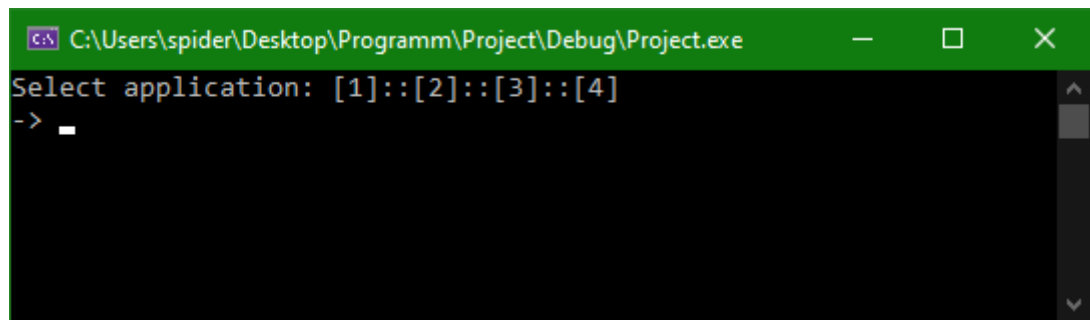 C:\Users\spider\Desktop\Programm\Project\Debug\Project.exe
Select application: [1]::[2]::[3]::[4]
->